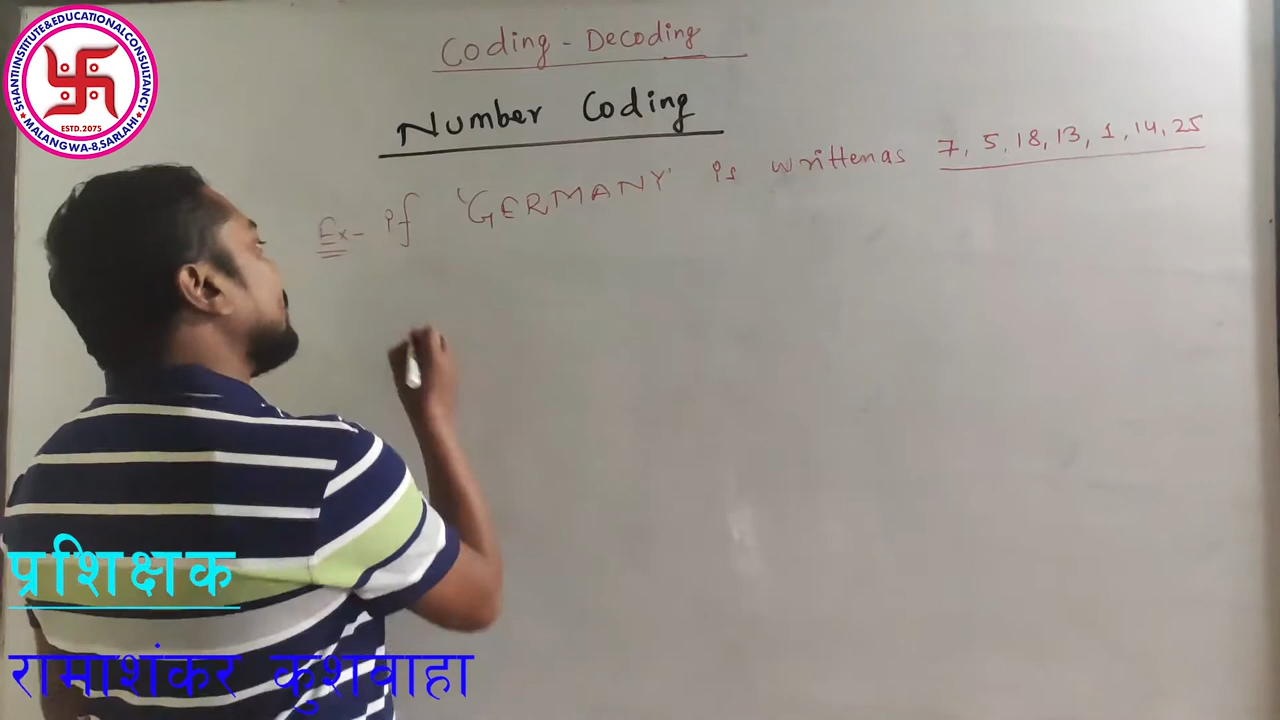 SHANTI INSTITUTE & EDUCATIONAL CONSULTANCY
ESTD.2075
★ MALANGWA-8, SARLAHI ★
Coding - Decoding
Number Coding
Ex- if 'GERMANY' is written as 7, 5, 18, 13, 1, 14, 25
प्रशिक्षक
रामाशंकर कुशवाहा